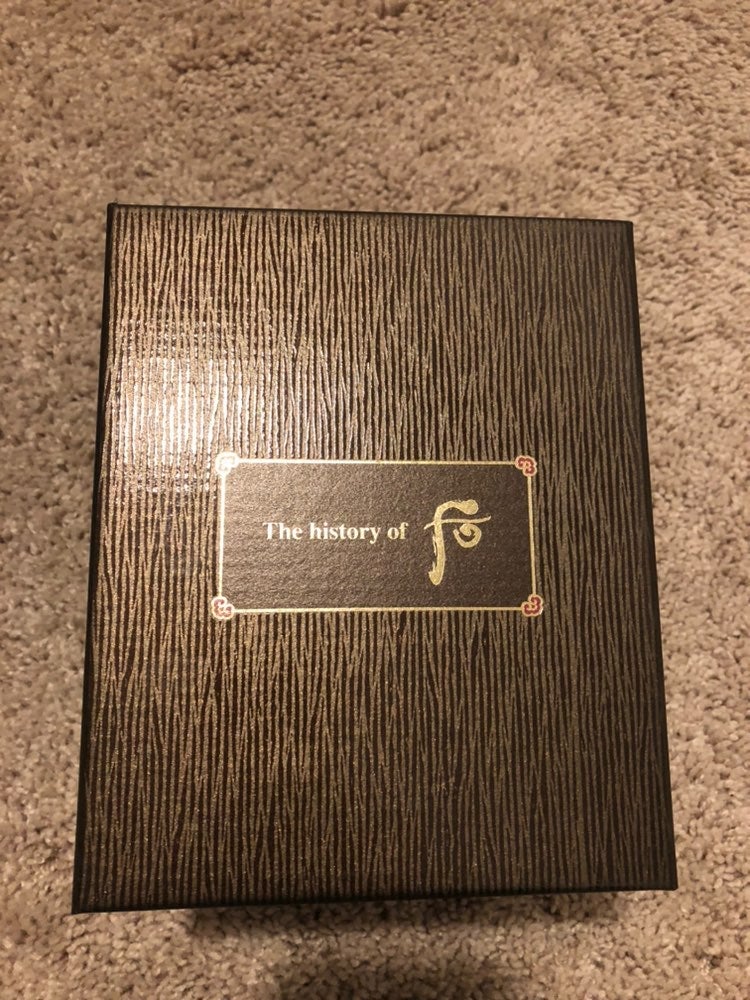 The history of 后